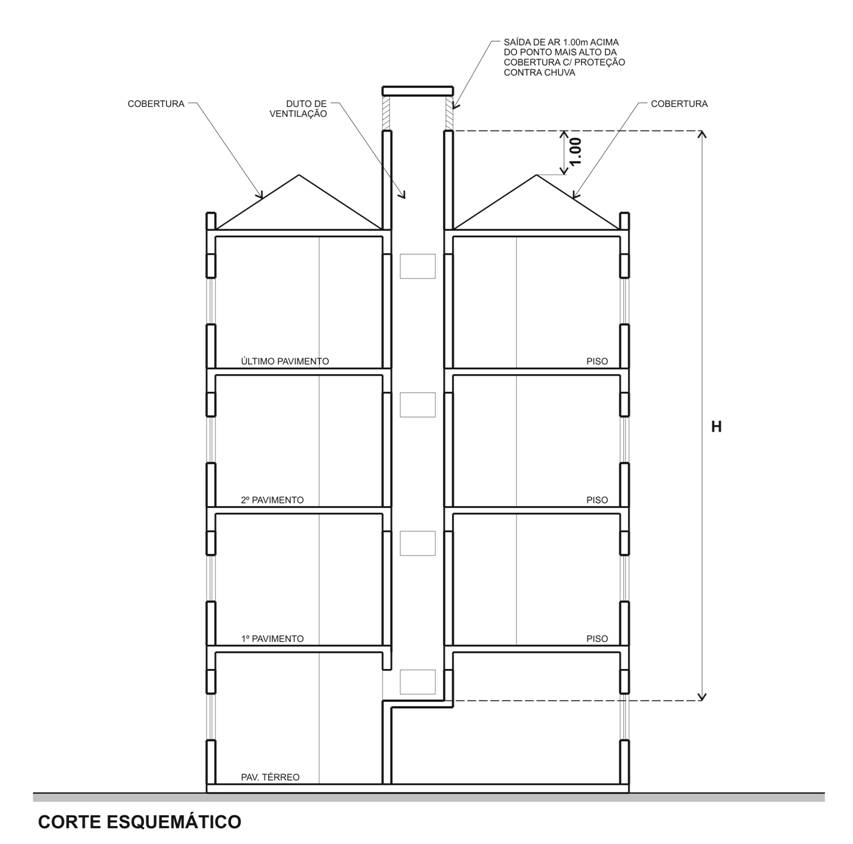 SAÍDA DE AR 1.00m ACIMA
DO PONTO MAIS ALTO DA
COBERTURA C/ PROTEÇÃO
CONTRA CHUVA
COBERTURA
DUTO DE
VENTILAÇÃO
COBERTURA
1.00
ÚLTIMO PAVIMENTO
PISO
H
2º PAVIMENTO
PISO
1º PAVIMENTO
PISO
PAV. TÉRREO
CORTE ESQUEMÁTICO